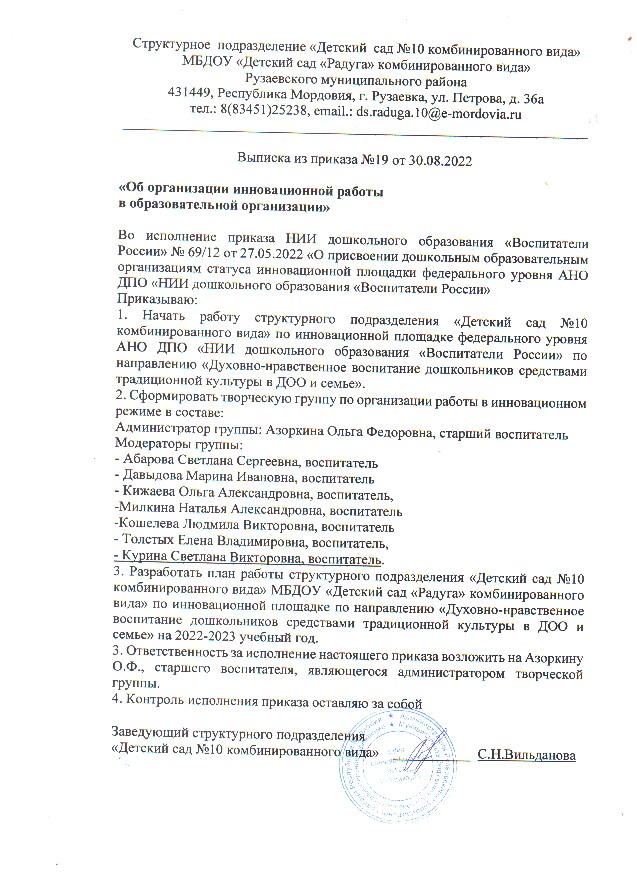 Структурное подразделение «Детский сад №10 комбинированного вида»
МБДОУ «Детский сад «Радуга» комбинированного вида»
Рузаевского муниципального района
431449, Республика Мордовия, г. Рузаевка, ул. Петрова, д. 36а
тел.: 8(83451)25238, email.: ds.raduga.10@e-mordovia.ru
Выписка из приказа №19 от 30.08.2022
«Об организации инновационной работы
в образовательной организации»
Во исполнение приказа НИИ дошкольного образования «Воспитатели
России» № 69/12 от 27.05.2022 «О присвоении дошкольным образовательным
организациям статуса инновационной площадки федерального уровня АНО
ДПО «НИИ дошкольного образования «Воспитатели России»
Приказываю:
1. Начать работу структурного подразделения «Детский сад №10
комбинированного вида» по инновационной площадке федерального уровня
АНО ДПО «НИИ дошкольного образования «Воспитатели России» по
направлению «Духовно-нравственное воспитание дошкольников средствами
традиционной культуры в ДОО и семье».
2. Сформировать творческую группу по организации работы в инновационном
режиме в составе:
Администратор группы: Азоркина Ольга Федоровна, старший воспитатель
Модераторы группы:
- Абарова Светлана Сергеевна, воспитатель
- Давыдова Марина Ивановна, воспитатель
- Кижаева Ольга Александровна, воспитатель,
-Милкина Наталья Александровна, воспитатель
-Кошелева Людмила Викторовна, воспитатель
- Толстых Елена Владимировна, воспитатель,
- Курина Светлана Викторовна, воспитатель.
3. Разработать план работы структурного подразделения «Детский сад №10
комбинированного вида» МБДОУ «Детский сад «Радуга» комбинированного
вида» по инновационной площадке по направлению «Духовно-нравственное
воспитание дошкольников средствами традиционной культуры в ДОО и
семье» на 2022-2023 учебный год.
3. Ответственность за исполнение настоящего приказа возложить на Азоркину
О.Ф., старшего воспитателя, являющегося администратором творческой
группы.
4. Контроль исполнения приказа оставляю за собой
Заведующий структурного подразделения
«Детский сад №10 комбинированного вида» С.Н.Вильданова